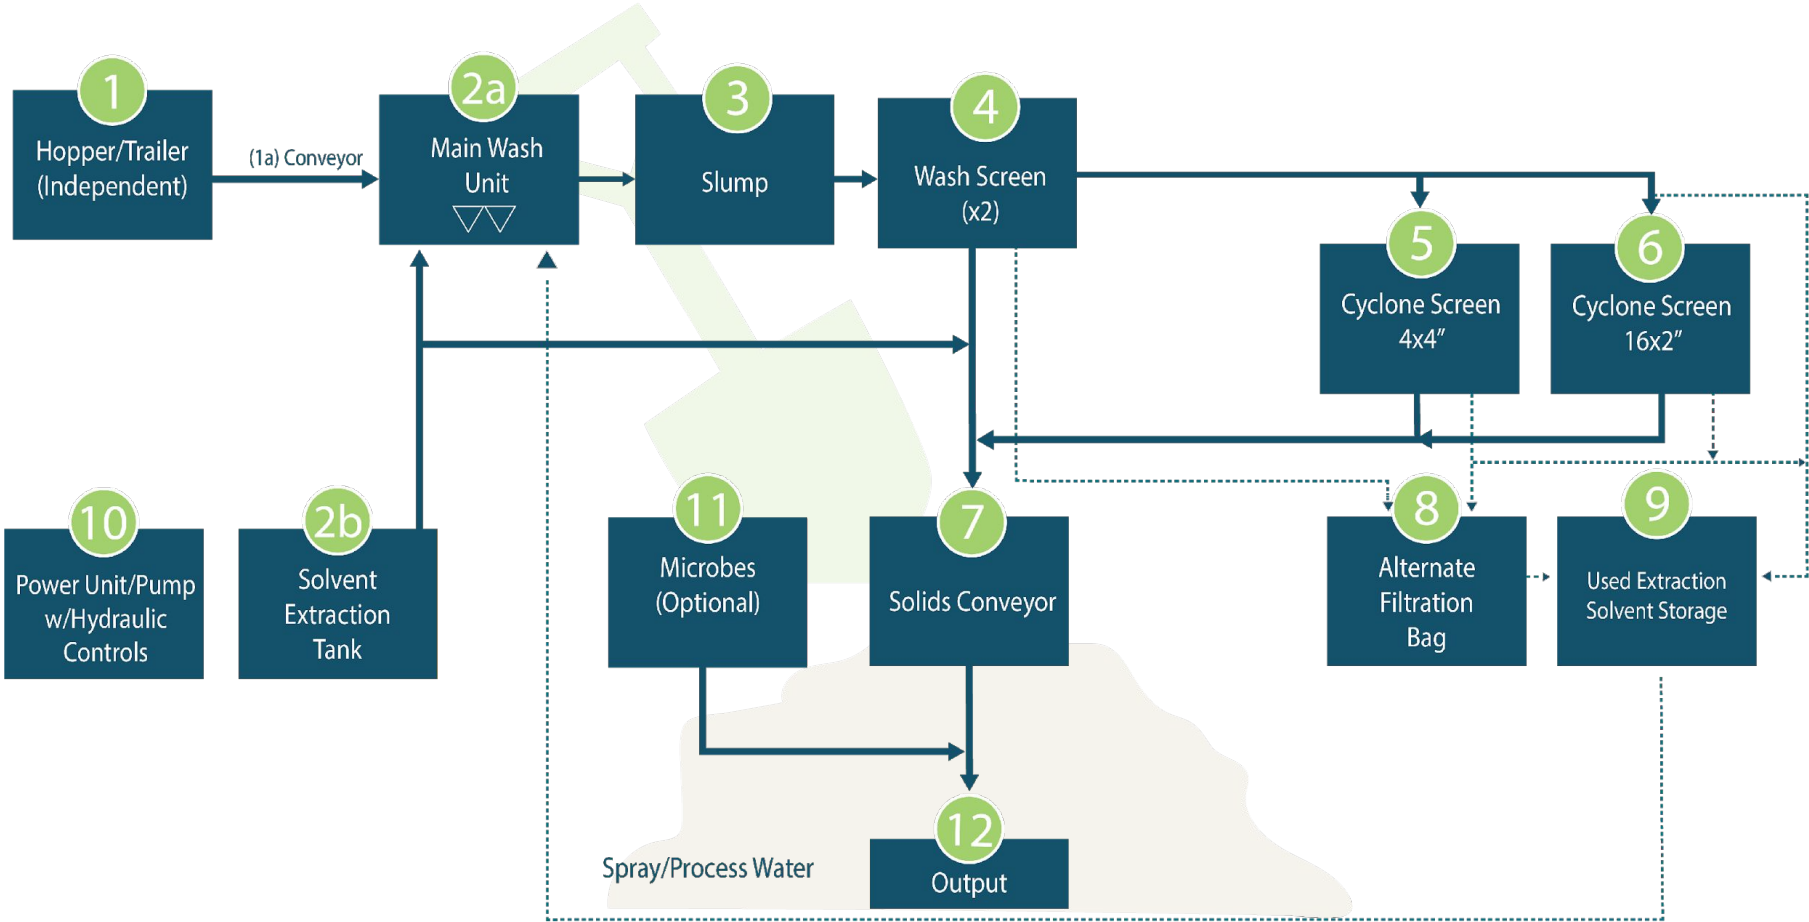 1
Hopper/Trailer
(Independent)
(1a) Conveyor
2a
Main Wash
Unit
3
Slump
4
Wash Screen
(x2)
5
Cyclone Screen
4x4”
6
Cyclone Screen
16x2”
10
Power Unit/Pump
w/Hydraulic
Controls
2b
Solvent
Extraction
Tank
11
Microbes
(Optional)
7
Solids Conveyor
8
Alternate
Filtration
Bag
9
Used Extraction
Solvent Storage
Spray/Process Water
12
Output